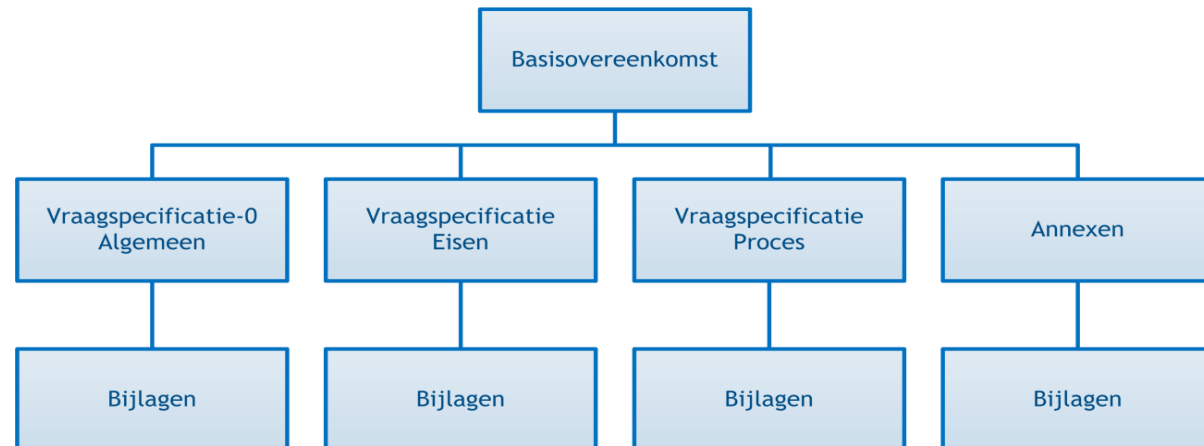 Basisovereenkomst
Vraagspecificatie-0
Algemeen
Vraagspecificatie
Eisen
Vraagspecificatie
Proces
Annexen
Bijlagen
Bijlagen
Bijlagen
Bijlagen